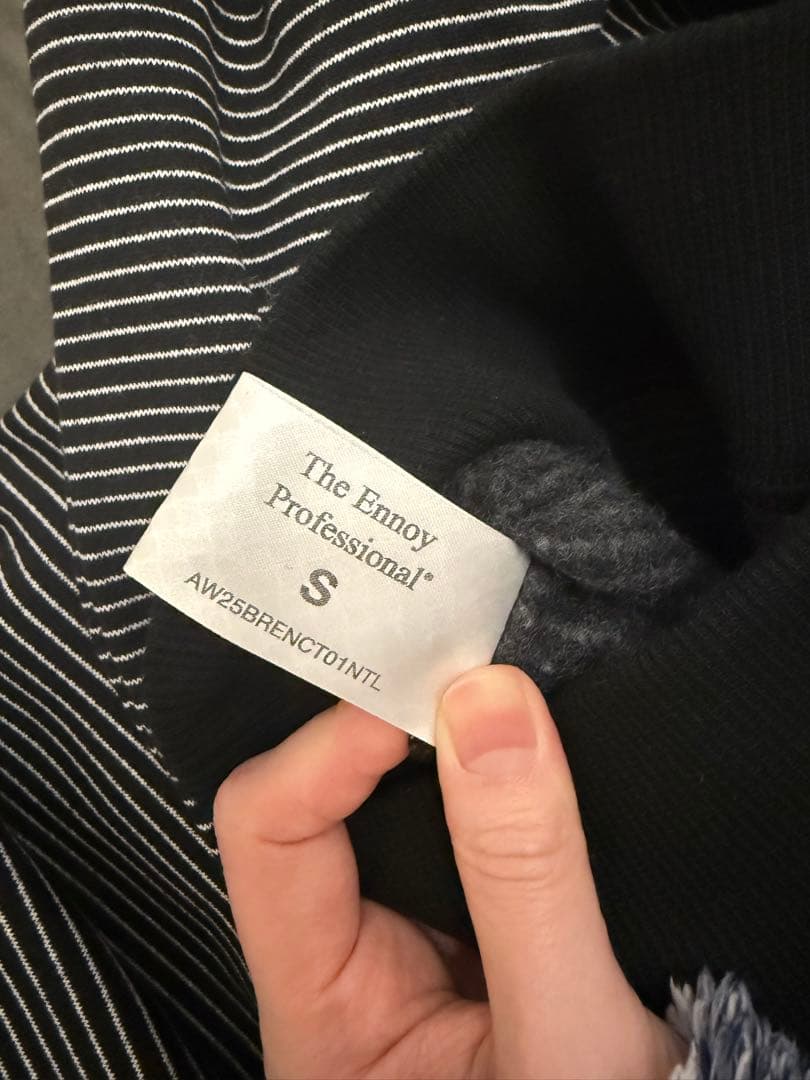 The Ennoy
Professional®
S
AW25BRENCT01NTL